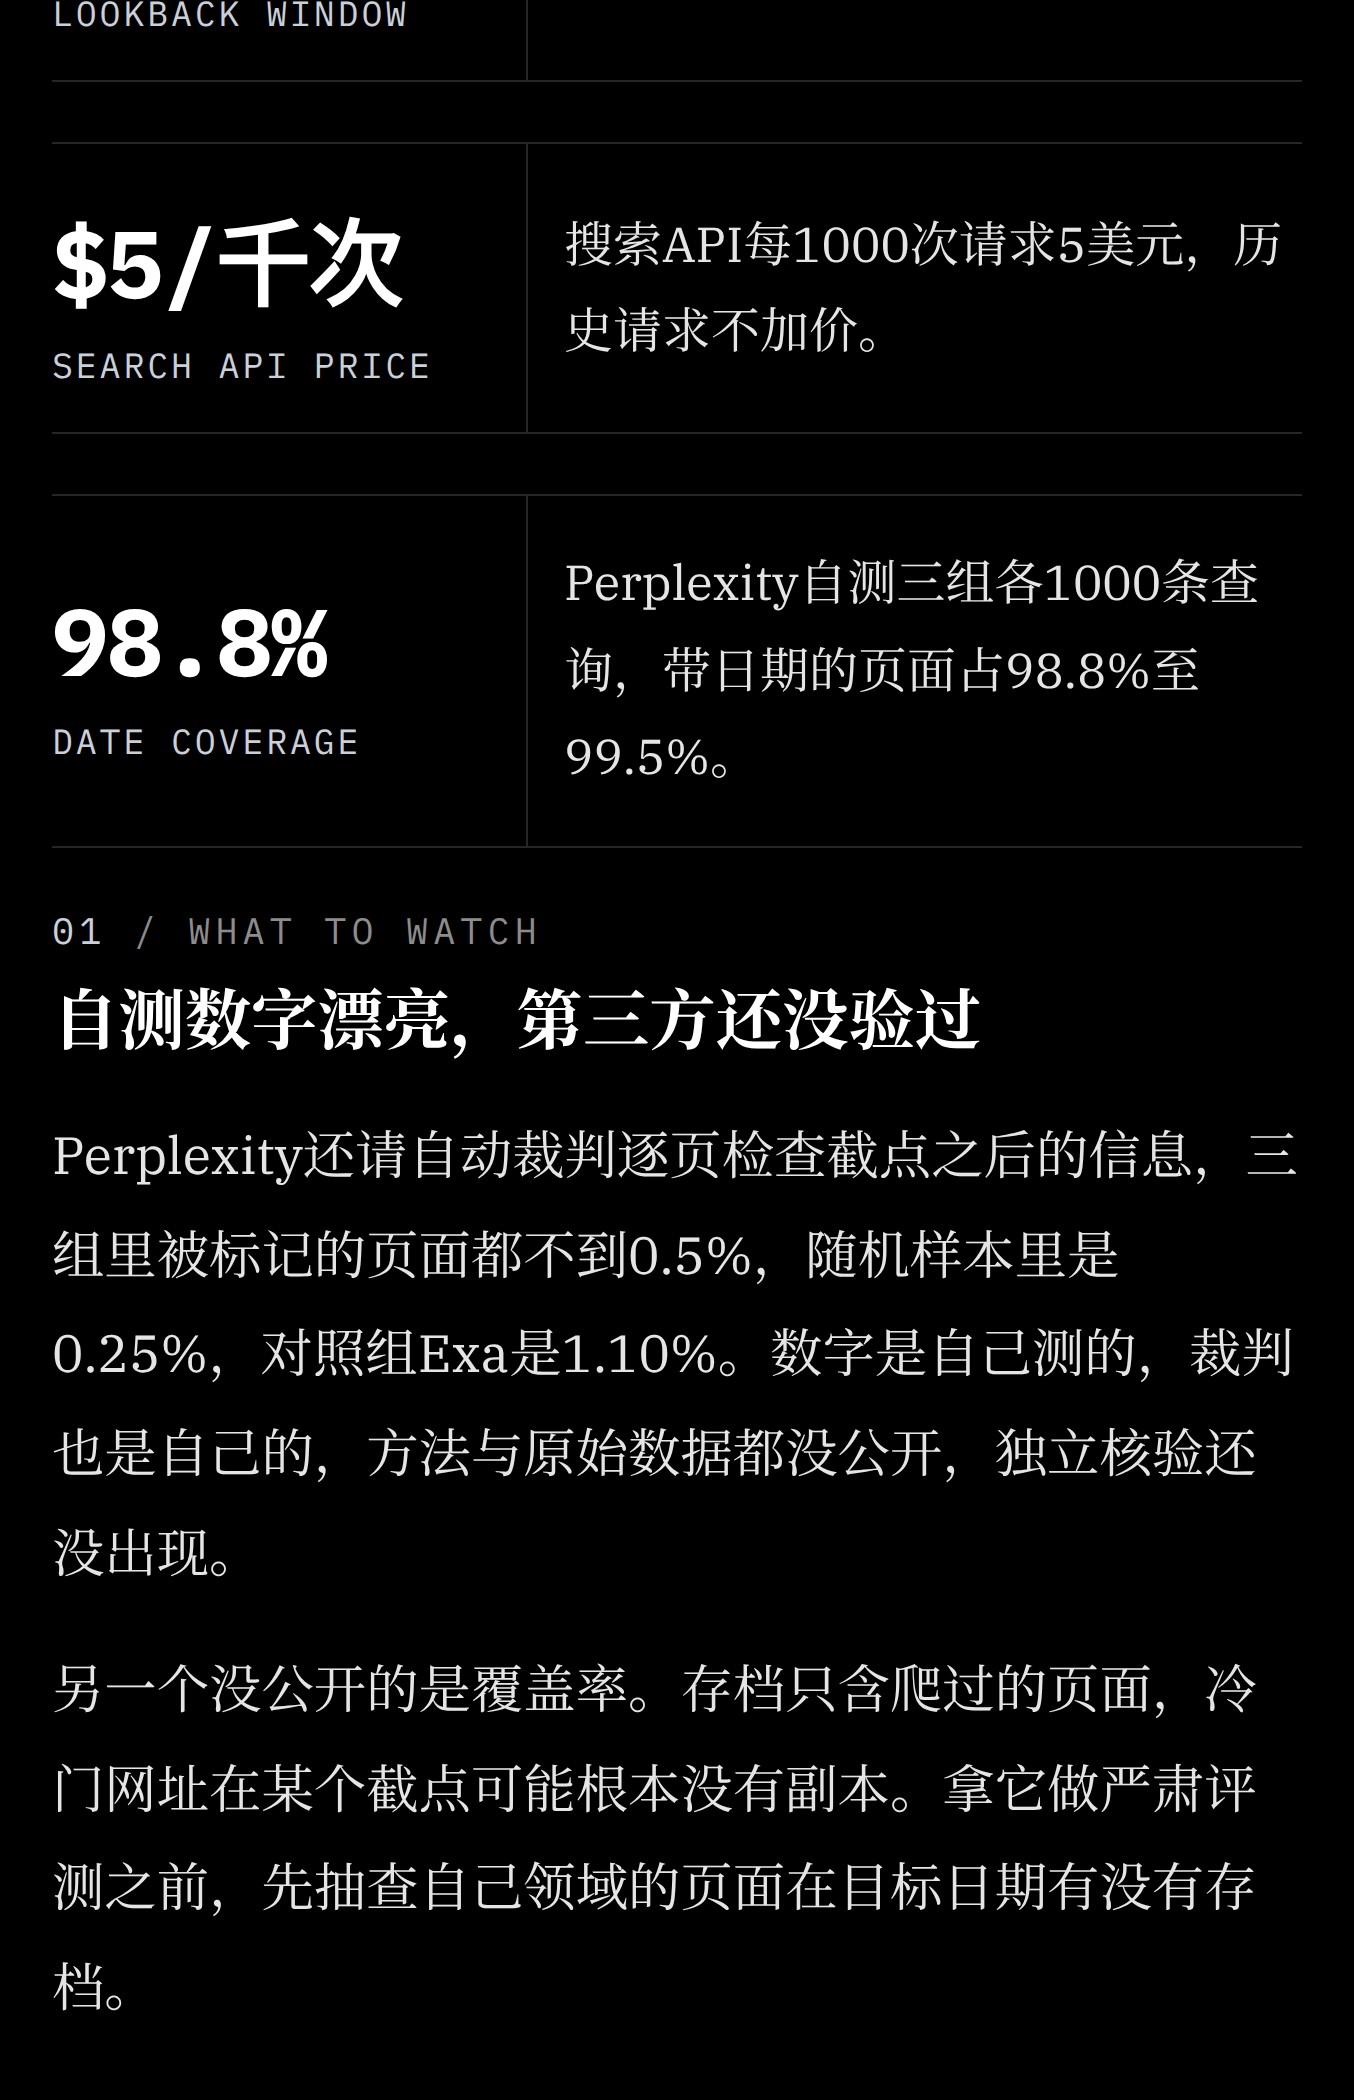 LOOKBACK WINDOW
$5/千次
SEARCH API PRICE
搜索API每1000次请求5美元，历
史请求不加价。
98.8%
DATE COVERAGE
Perplexity自测三组各1000条查
询，带日期的页面占98.8%至
99.5%。
01 / WHAT TO WATCH
自测数字漂亮，第三方还没验过
Perplexity还请自动裁判逐页检查截点之后的信息，三
组里被标记的页面都不到0.5%，随机样本里是
0.25%，对照组Exa是1.10%。数字是自己测的，裁判
也是自己的，方法与原始数据都没公开，独立核验还
没出现。
另一个没公开的是覆盖率。存档只含爬过的页面，冷
门网址在某个截点可能根本没有副本。拿它做严肃评
测之前，先抽查自己领域的页面在目标日期有没有存
档。